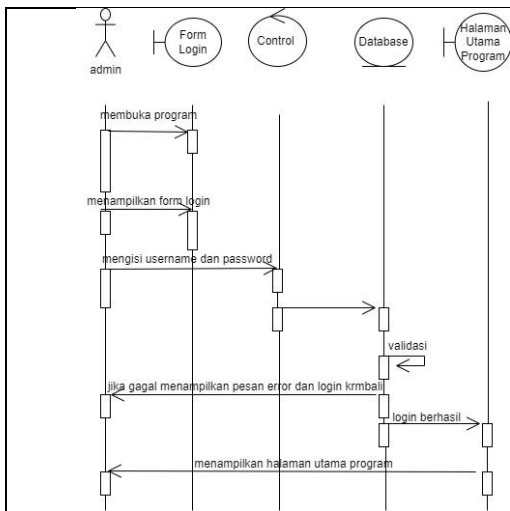 admin
Form
Login
Control
Database
Halaman
Utama
Program
membuka program
menampilkan form login
mengisi username dan password
validasi
jika gagal menampilkan pesan error dan login krmbali
login berhasil
menampilkan halaman utama program